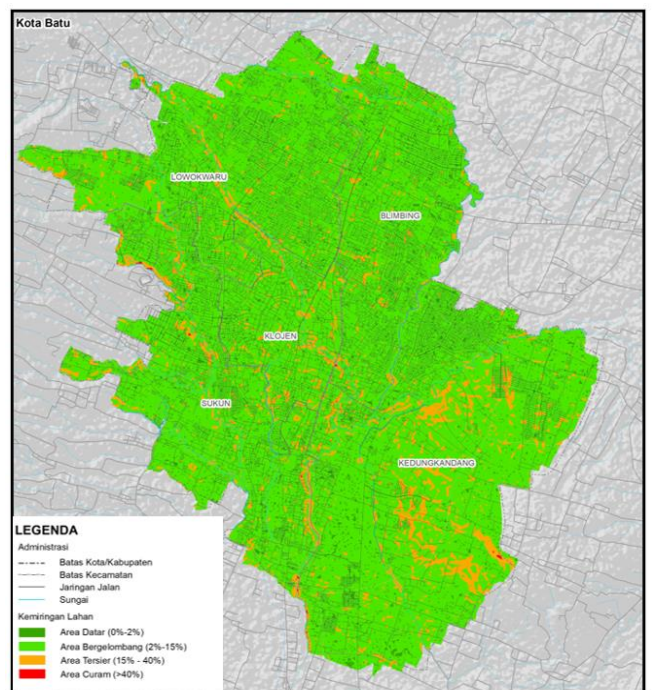 Kota Batu
LOWOKWARU
BLIMBING
KLOJEN
SUKUN
KEDUNGKANDANG
LEGENDA
Administrasi
Batas Kota/Kabupaten
Batas Kecamatan
Jaringan Jalan
Sungai
Kemiringan Lahan
Area Datar (0%-2%)
Area Bergelombang (2%-15%)
Area Tersier (15% - 40%)
Area Curam (>40%)